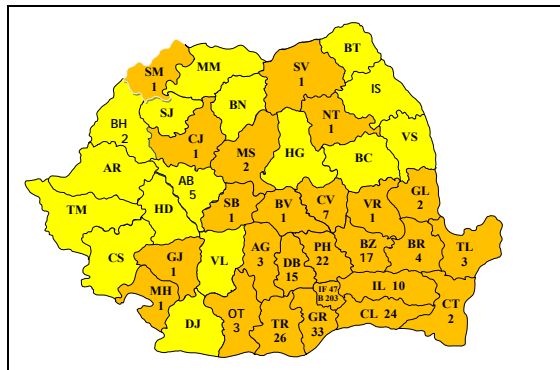 BT
MM
SV
1
SM
1
IS
BN
SJ
NT
1
BH
2
CJ
1
VS
MS
2
HG
BC
AR
AB
5
GL
2
TM
HD
SB
1
BV
1
CV
7
VR
1
CS
GJ
1
VL
AG
3
DB
15
PH
22
BZ
17
BR
4
TL
3
MH
1
IF 47
B 203
IL 10
CT
2
DJ
OT
3
TR
26
GR
33
CL 24